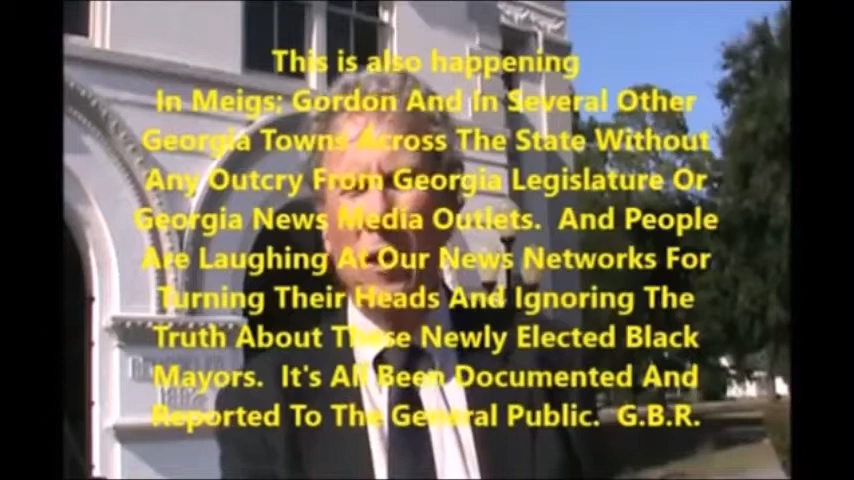 This is also happening
In Meigs; Gordon And In Several Other
Georgia Towns Across The State Without
Any Outcry From Georgia Legislature Or
Georgia News Media Outlets.  And People
Are Laughing At Our News Networks For
Turning Their Heads And Ignoring The
Truth About These Newly Elected Black
Mayors.  It's All Been Documented And
Reported To The General Public.  G.B.R.